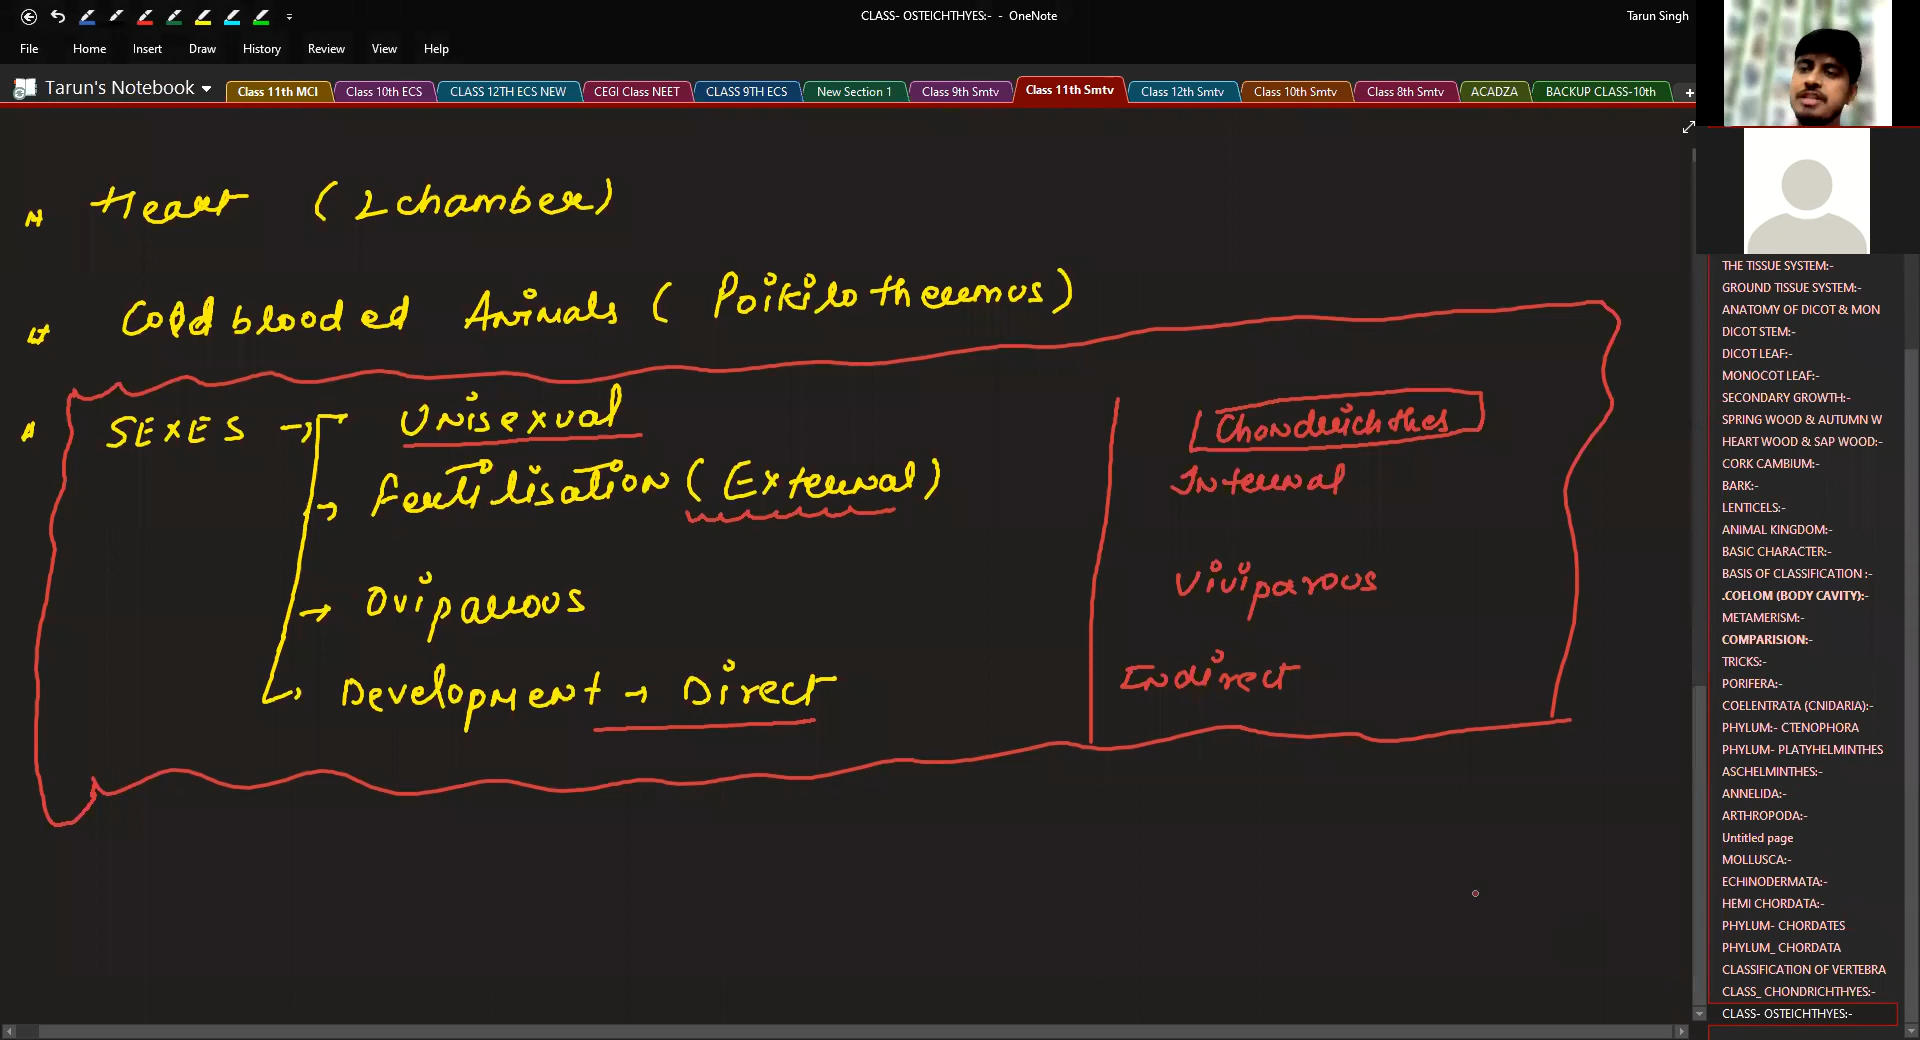 CLASS- OSTEICHTHYES:-  -  OneNote
Tarun Singh
File Home Insert Draw History Review View Help
Tarun's Notebook
Class 11th MCI Class 10th ECS CLASS 12TH ECS NEW CEGI Class NEET CLASS 9TH ECS New Section 1 Class 9th Smtv Class 11th Smtv Class 12th Smtv Class 10th Smtv Class 8th Smtv ACADZA BACKUP CLASS-10th +
Heart (2 chamber)
Cold blooded Animals (Poikilothermus)
SEXES → Unisexual
→ Fertilisation (External)
→ Oviparous
→ Development → Direct
Chondrichthes
Internal
Viviparous
Indirect
THE TISSUE SYSTEM:-
GROUND TISSUE SYSTEM:-
ANATOMY OF DICOT & MON
DICOT STEM:-
DICOT LEAF:-
MONOCOT LEAF:-
SECONDARY GROWTH:-
SPRING WOOD & AUTUMN W
HEART WOOD & SAP WOOD:-
CORK CAMBIUM:-
BARK:-
LENTICELS:-
ANIMAL KINGDOM:-
BASIC CHARACTER:-
BASIS OF CLASSIFICATION :-
.COELOM (BODY CAVITY):-
METAMERISM:-
COMPARISION:-
TRICKS:-
PORIFERA:-
COELENTRATA (CNIDARIA):-
PHYLUM:- CTENOPHORA
PHYLUM- PLATYHELMINTHES
ASCHELMINTHES:-
ANNELIDA:-
ARTHROPODA:-
Untitled page
MOLLUSCA:-
ECHINODERMATA:-
HEMI CHORDATA:-
PHYLUM- CHORDATES
PHYLUM_ CHORDATA
CLASSIFICATION OF VERTEBRA
CLASS_ CHONDRICHTHYES:-
CLASS- OSTEICHTHYES:-